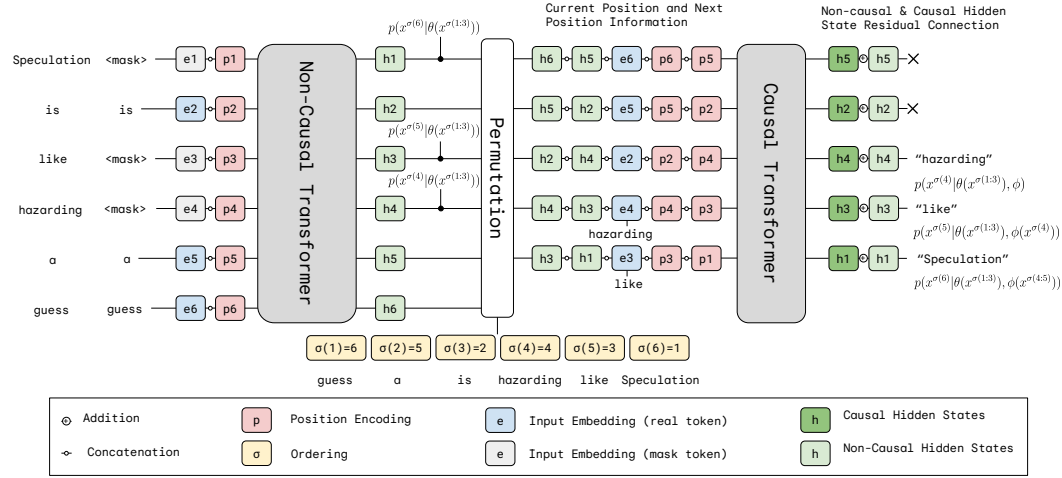 Current Position and Next
Position Information
Non-causal & Causal Hidden
State Residual Connection
p(x^{σ(6)}|θ(x^{σ(1:3)}))
Speculation <mask> e1 p1 h1 h6 h5 e6 p6 p5 h5 h5
is is e2 p2 h2 h5 h2 e5 p5 p2 h2 h2
p(x^{σ(5)}|θ(x^{σ(1:3)}))
like <mask> e3 p3 h3 h2 h4 e2 p2 p4 h4 h4 “hazarding”
p(x^{σ(4)}|θ(x^{σ(1:3)}))
p(x^{σ(4)}|θ(x^{σ(1:3)}), φ)
hazarding <mask> e4 p4 h4 h4 h3 e4 p4 p3 h3 h3 “like”
hazarding
p(x^{σ(5)}|θ(x^{σ(1:3)}), φ(x^{σ(4)}))
a a e5 p5 h5 h3 h1 e3 p3 p1 h1 h1 “Speculation”
like
p(x^{σ(6)}|θ(x^{σ(1:3)}), φ(x^{σ(4:5)}))
guess guess e6 p6 h6
Non-Causal Transformer
Permutation
Causal Transformer
σ(1)=6 σ(2)=5 σ(3)=2 σ(4)=4 σ(5)=3 σ(6)=1
guess a is hazarding like Speculation
Addition p Position Encoding e Input Embedding (real token) h Causal Hidden States
Concatenation σ Ordering e Input Embedding (mask token) h Non-Causal Hidden States